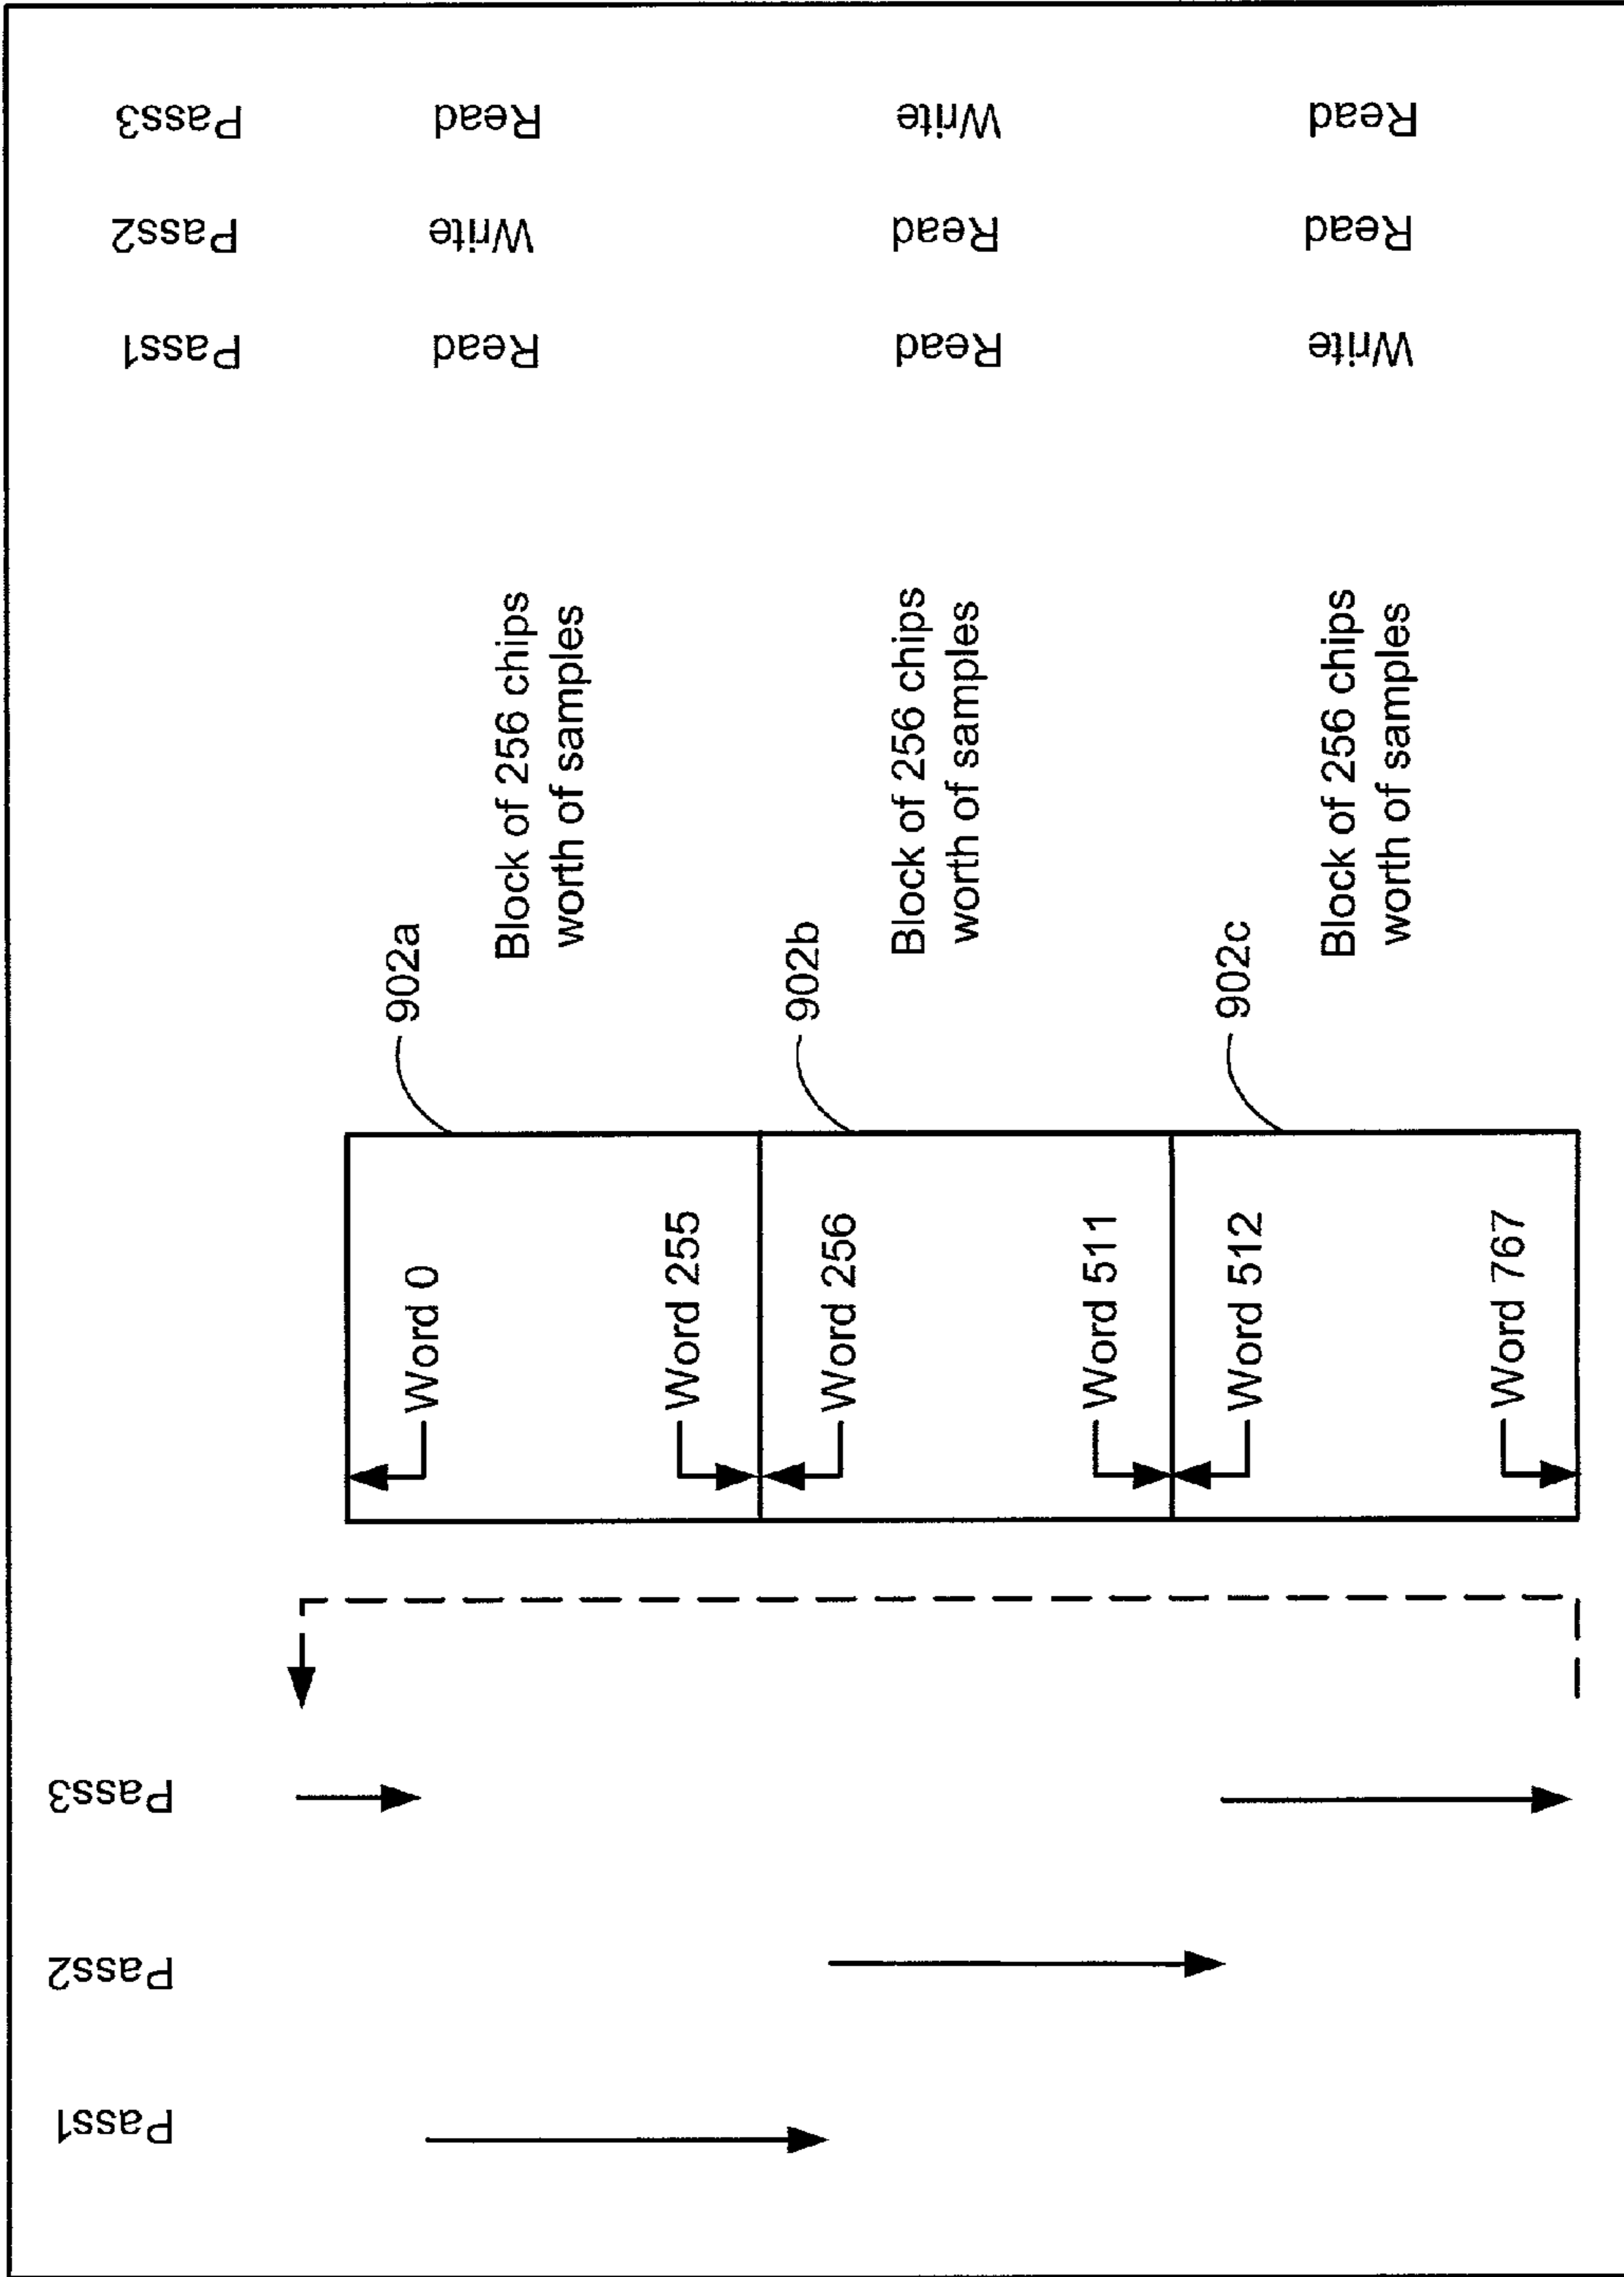 Pass1
Pass2
Pass3
Word 0
Word 255
Word 256
Word 511
Word 512
Word 767
902a
902b
902c
Block of 256 chips
worth of samples
Block of 256 chips
worth of samples
Block of 256 chips
worth of samples
Pass1 Pass2 Pass3
Read Write Read
Read Read Write
Write Read Read